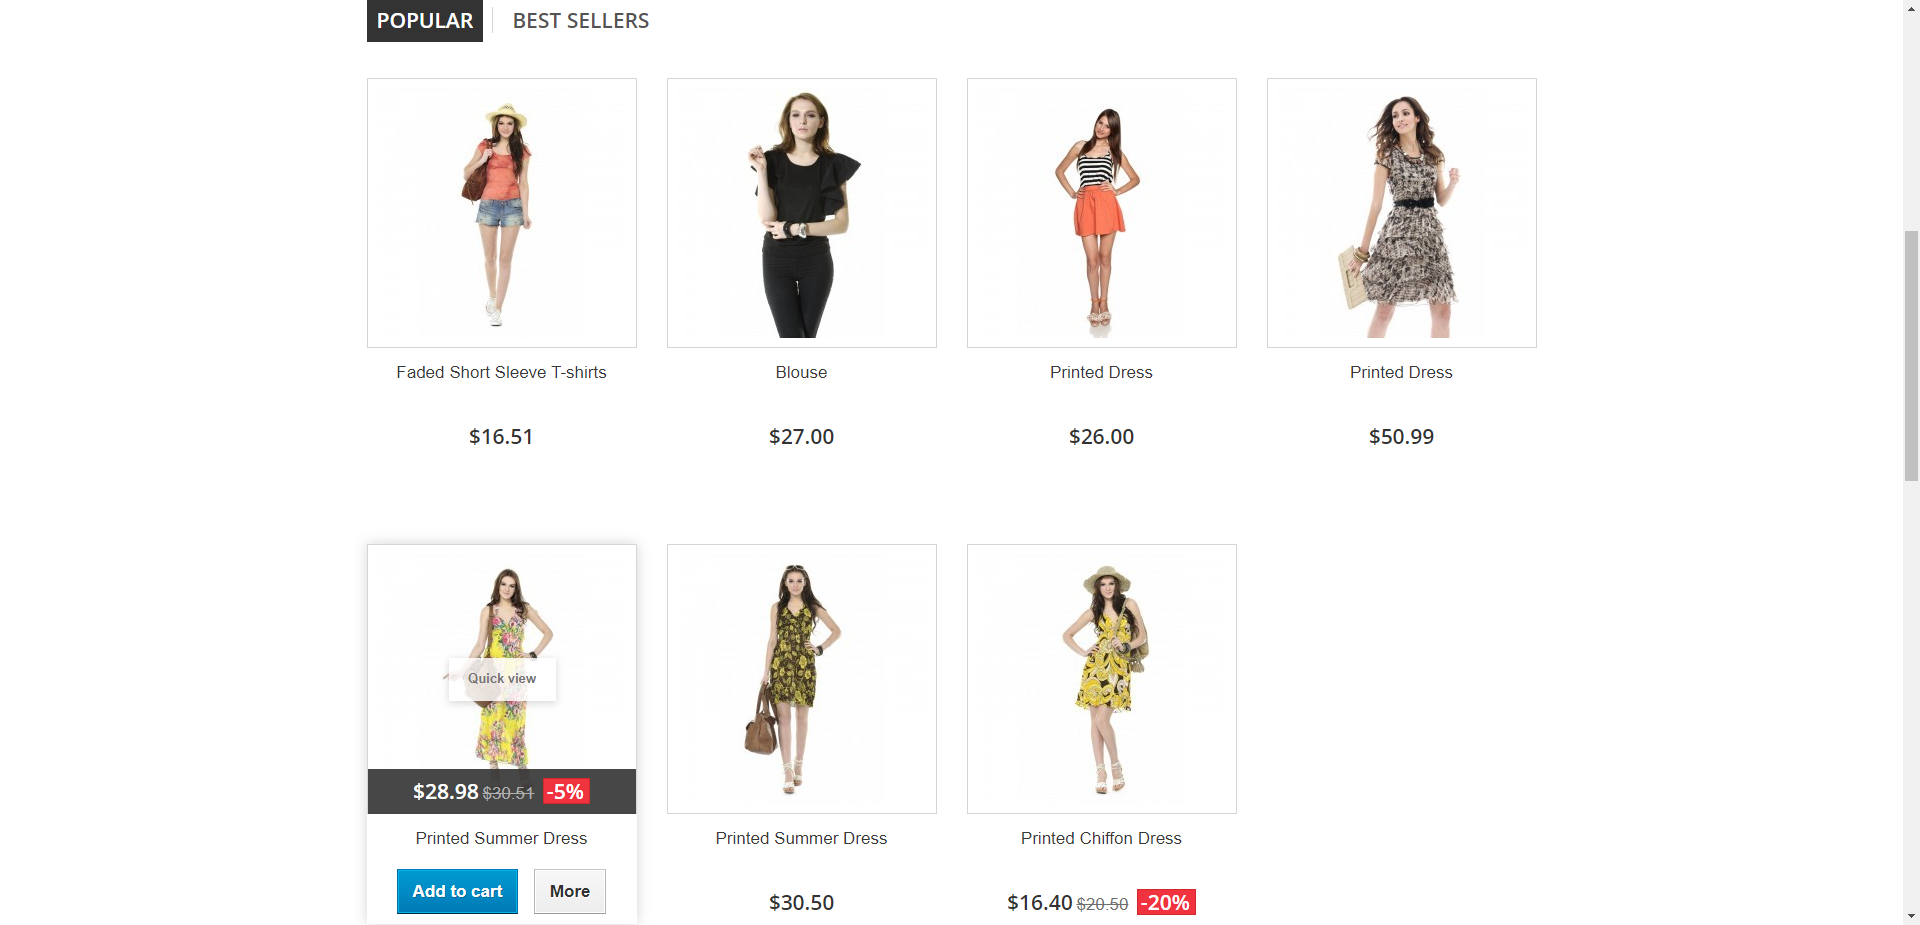 POPULAR
BEST SELLERS
Faded Short Sleeve T-shirts
Blouse
Printed Dress
Printed Dress
$16.51
$27.00
$26.00
$50.99
Quick view
$28.98 $30.51 -5%
Printed Summer Dress
Printed Summer Dress
Printed Chiffon Dress
Add to cart
More
$30.50
$16.40 $20.50 -20%